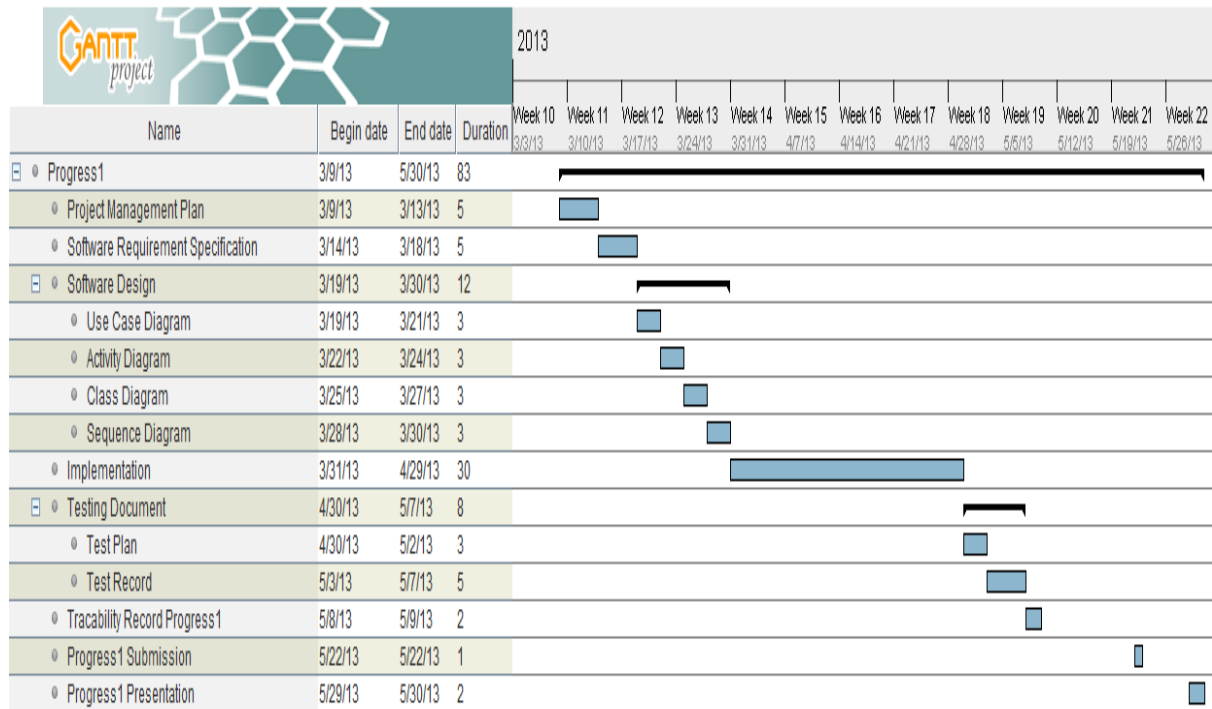 GANTT
project
2013
Name Begin date End date Duration
Week 10 Week 11 Week 12 Week 13 Week 14 Week 15 Week 16 Week 17 Week 18 Week 19 Week 20 Week 21 Week 22
3/3/13 3/10/13 3/17/13 3/24/13 3/31/13 4/7/13 4/14/13 4/21/13 4/28/13 5/5/13 5/12/13 5/19/13 5/26/13
Progress1 3/9/13 5/30/13 83
Project Management Plan 3/9/13 3/13/13 5
Software Requirement Specification 3/14/13 3/18/13 5
Software Design 3/19/13 3/30/13 12
Use Case Diagram 3/19/13 3/21/13 3
Activity Diagram 3/22/13 3/24/13 3
Class Diagram 3/25/13 3/27/13 3
Sequence Diagram 3/28/13 3/30/13 3
Implementation 3/31/13 4/29/13 30
Testing Document 4/30/13 5/7/13 8
Test Plan 4/30/13 5/2/13 3
Test Record 5/3/13 5/7/13 5
Tracability Record Progress1 5/8/13 5/9/13 2
Progress1 Submission 5/22/13 5/22/13 1
Progress1 Presentation 5/29/13 5/30/13 2